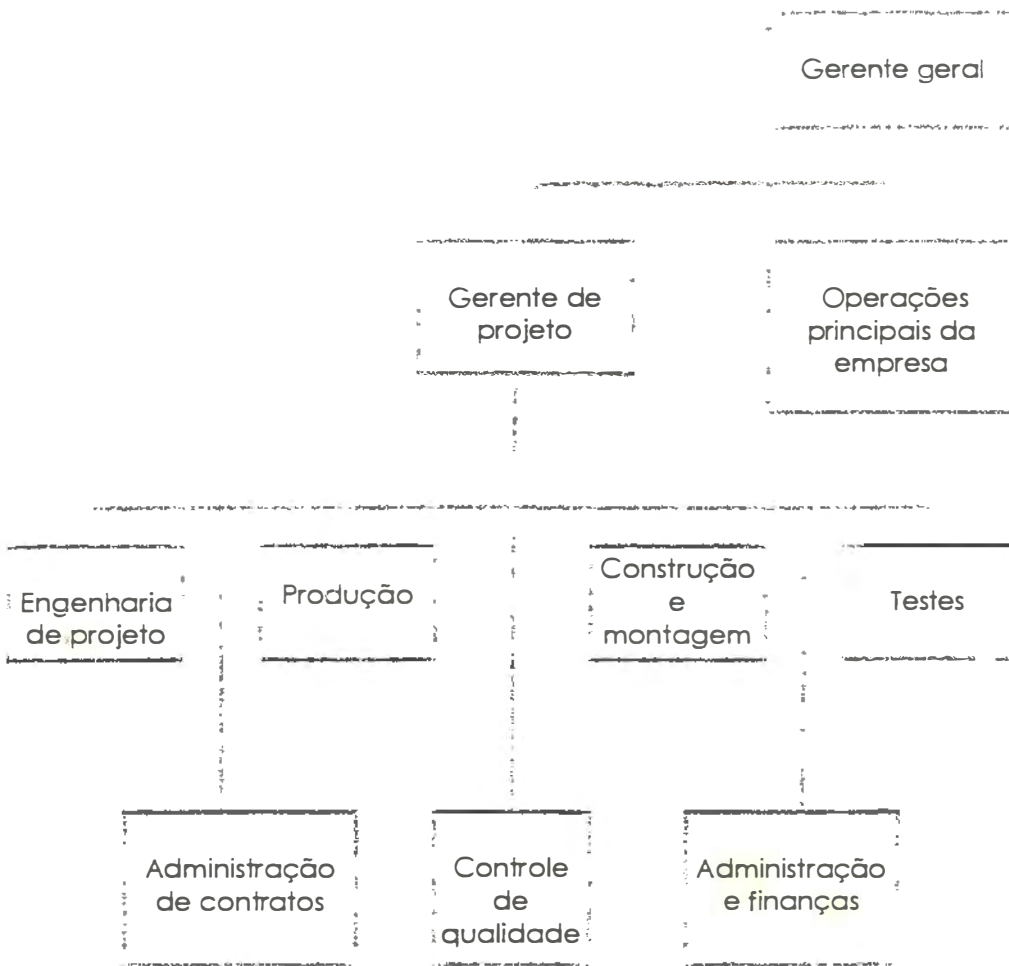 Gerente geral
Gerente de
projeto
Operações
principais da
empresa
Engenharia
de projeto
Produção
Construção
e
montagem
Testes
Administração
de contratos
Controle
de
qualidade
Administração
e finanças